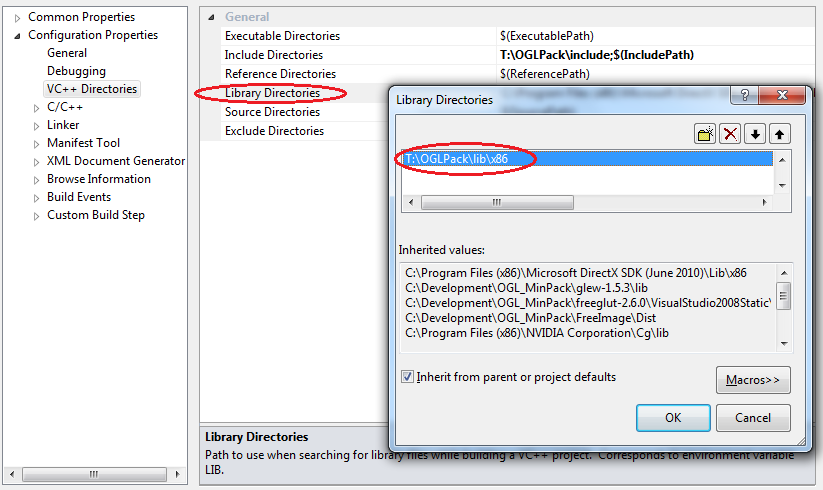 Common Properties
Configuration Properties
General
Debugging
VC++ Directories
C/C++
Linker
Manifest Tool
XML Document Generator
Browse Information
Build Events
Custom Build Step
General
Executable Directories $(ExecutablePath)
Include Directories T:\OGLPack\include;$(IncludePath)
Reference Directories $(ReferencePath)
Library Directories
Source Directories
Exclude Directories
Library Directories
T:\OGLPack\lib\x86
Inherited values:
C:\Program Files (x86)\Microsoft DirectX SDK (June 2010)\Lib\x86
C:\Development\OGL_MinPack\glew-1.5.3\lib
C:\Development\OGL_MinPack\freeglut-2.6.0\VisualStudio2008Static\
C:\Development\OGL_MinPack\FreeImage\Dist
C:\Program Files (x86)\NVIDIA Corporation\Cg\lib
Inherit from parent or project defaults
Macros>>
OK
Cancel
Library Directories
Path to use when searching for library files while building a VC++ project. Corresponds to environment variable
LIB.